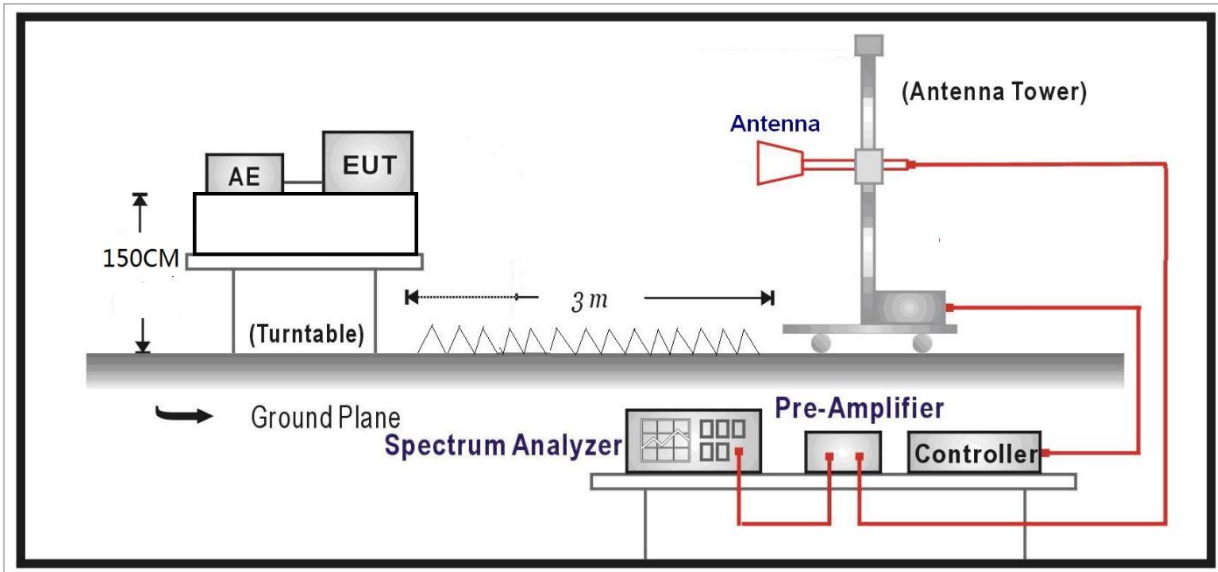 (Antenna Tower)
Antenna
AE
EUT
150CM
3 m
(Turntable)
Ground Plane
Pre-Amplifier
Spectrum Analyzer
Controller